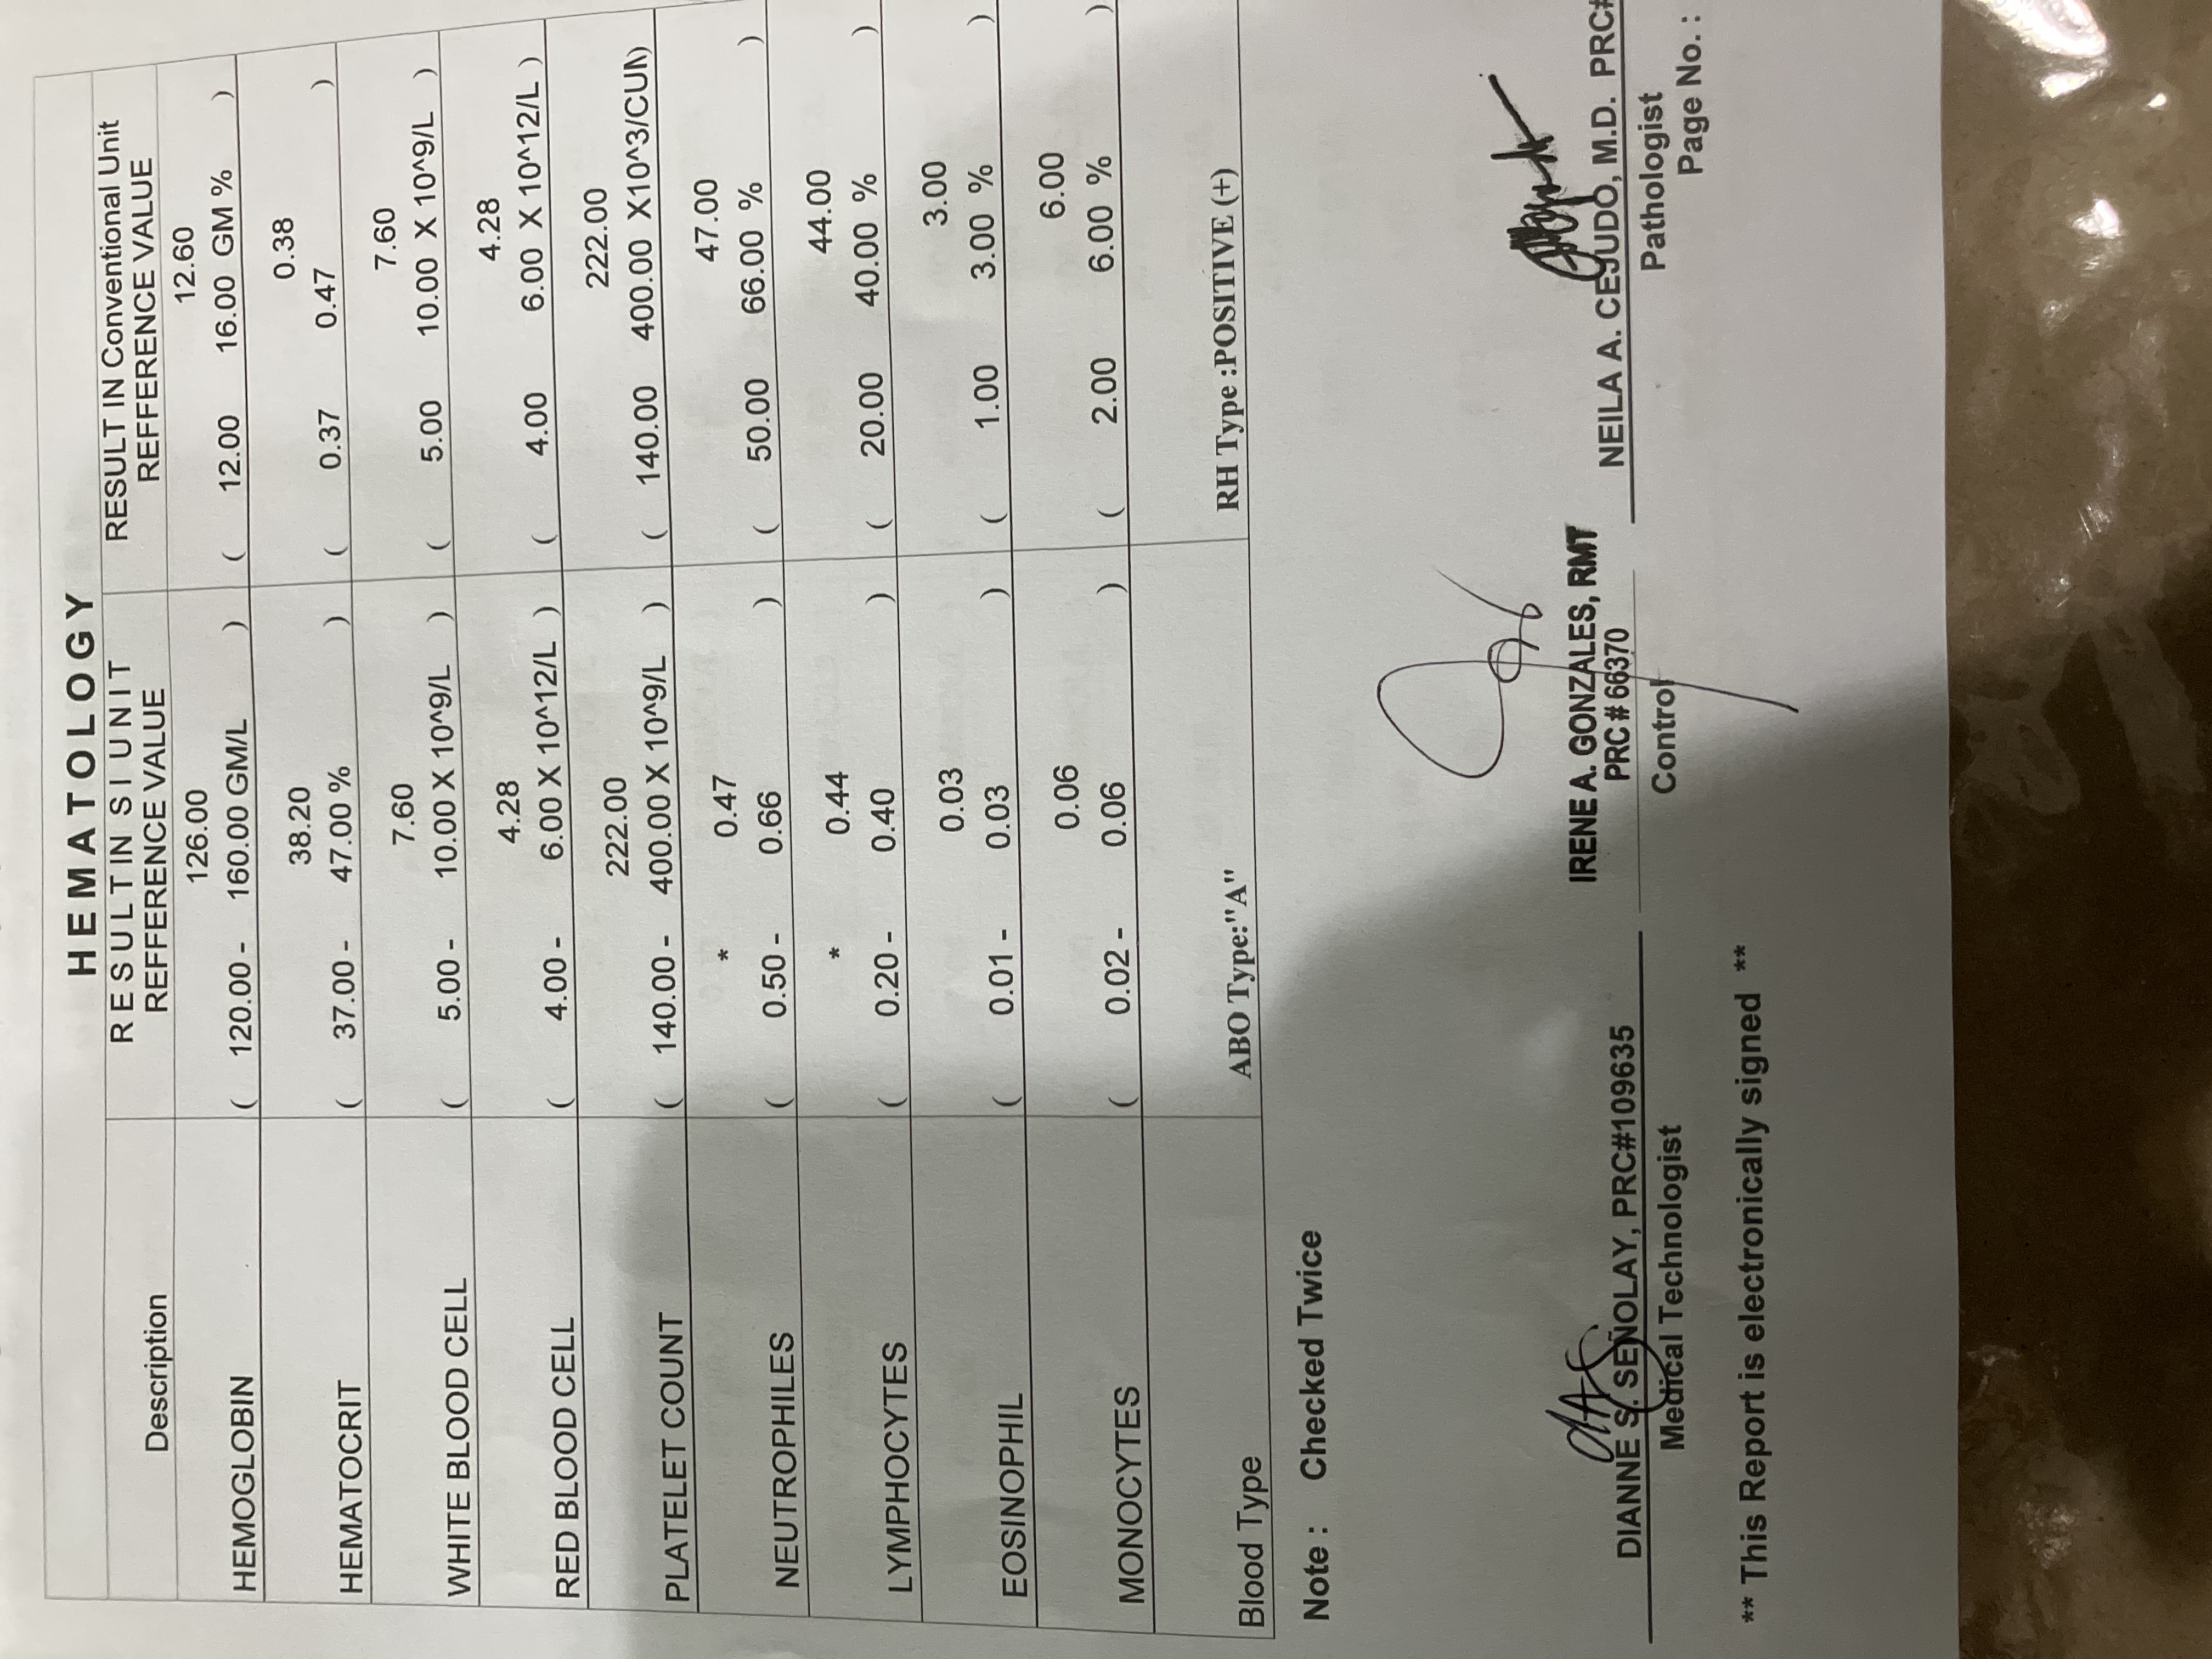 HEMATOLOGY
Description RESULT IN SI UNIT REFFERENCE VALUE RESULT IN Conventional Unit REFFERENCE VALUE
126.00 12.60
HEMOGLOBIN ( 120.00 - 160.00 GM/L ) ( 12.00 16.00 GM % )
38.20 0.38
HEMATOCRIT ( 37.00 - 47.00 % ) ( 0.37 0.47 )
7.60 7.60
WHITE BLOOD CELL ( 5.00 - 10.00 X 10^9/L ) ( 5.00 10.00 X 10^9/L )
4.28 4.28
RED BLOOD CELL ( 4.00 - 6.00 X 10^12/L ) ( 4.00 6.00 X 10^12/L )
222.00 222.00
PLATELET COUNT ( 140.00 - 400.00 X 10^9/L ) ( 140.00 400.00 X10^3/CUM)
* 0.47 47.00
NEUTROPHILES ( 0.50 - 0.66 ) ( 50.00 66.00 % )
* 0.44 44.00
LYMPHOCYTES ( 0.20 - 0.40 ) ( 20.00 40.00 % )
0.03 3.00
EOSINOPHIL ( 0.01 - 0.03 ) ( 1.00 3.00 % )
0.06 6.00
MONOCYTES ( 0.02 - 0.06 ) ( 2.00 6.00 % )
Blood Type ABO Type:"A" RH Type :POSITIVE (+)
Note : Checked Twice
DIANNE S. SEÑOLAY, PRC#109635
Medical Technologist
IRENE A. GONZALES, RMT
PRC # 66370
Control
NEILA A. CEJUDO, M.D. PRC#
Pathologist
Page No. :
** This Report is electronically signed **